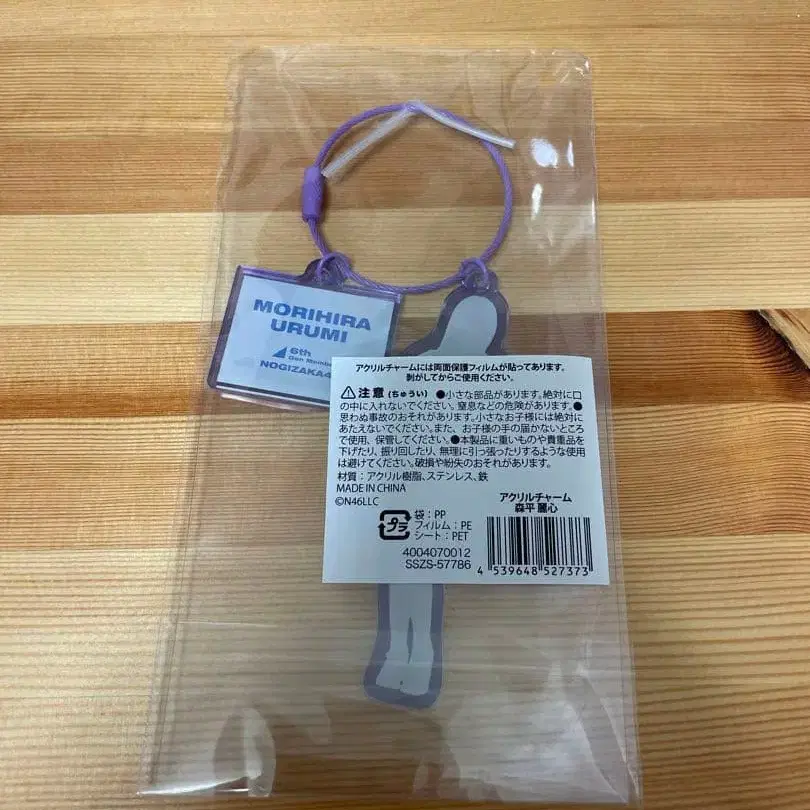 MORIHIRA
URUMI
6th
Gen Member
NOGIZAKA4
アクリルチャームには両面保護フィルムが貼ってあります。
剥がしてからご使用ください。
注意(ちゅうい) ●小さな部品があります。絶対に口
の中に入れないでください。窒息などの危険があります。●
思わぬ事故のおそれがあります。小さなお子様には絶対に
あたえないでください。また、お子様の手の届かないところ
で使用、保管してください。●本製品に重いものや貴重品を
下げたり、振り回したり、無理に引っ張ったりするような使用
は避けてください。破損や紛失のおそれがあります。
材質:アクリル樹脂、ステンレス、鉄
MADE IN CHINA
©N46LLC
プラ
袋:PP
フィルム:PE
シート:PET
4004070012
SSZS-57786
アクリルチャーム
森平 麗心
4 539648 527373